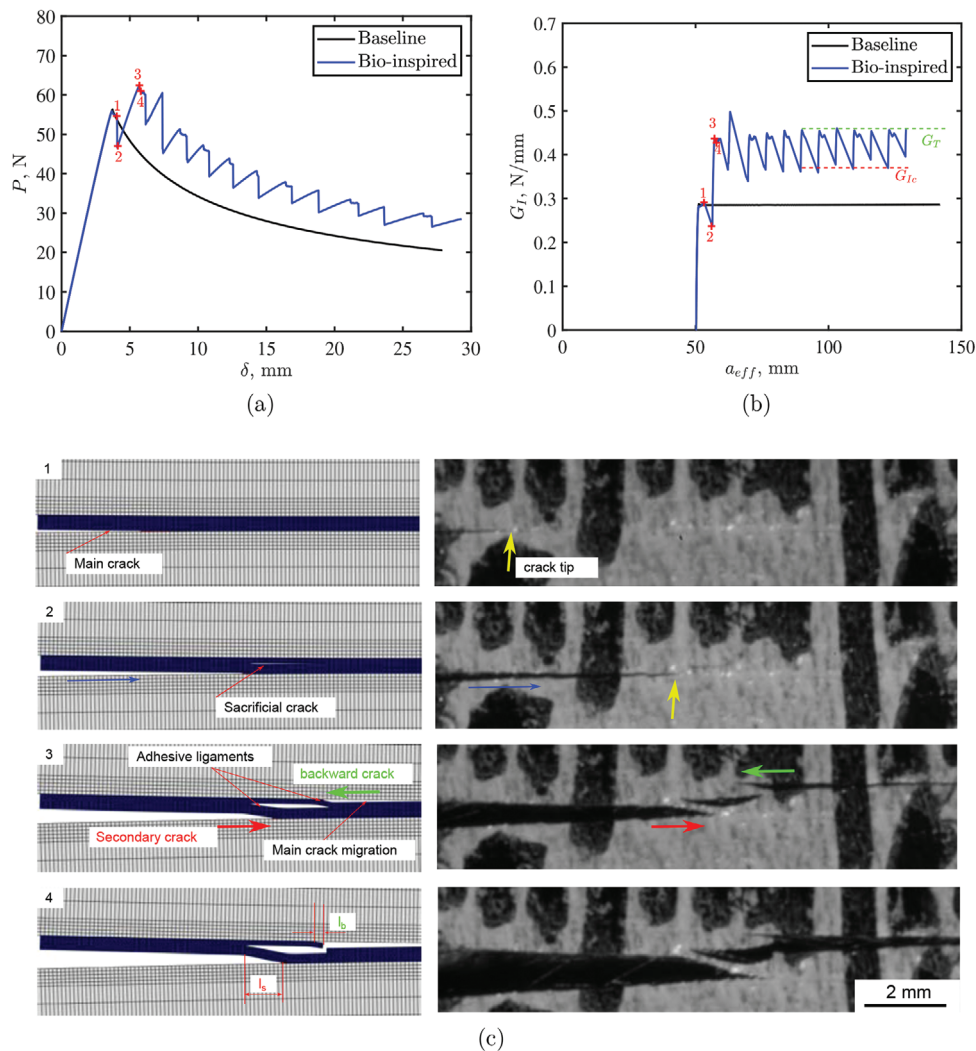 80
70
60
50
40
30
20
10
0
P, N
0 5 10 15 20 25 30
δ, mm
Baseline
Bio-inspired
1
2
3
4
(a)
0.7
0.6
0.5
0.4
0.3
0.2
0.1
0
G_I, N/mm
0 50 100 150
a_eff, mm
Baseline
Bio-inspired
1
2
3
4
G_T
G_Ic
(b)
1
Main crack
crack tip
2
Sacrificial crack
3
Adhesive ligaments
backward crack
Secondary crack
Main crack migration
4
l_b
l_s
2 mm
(c)